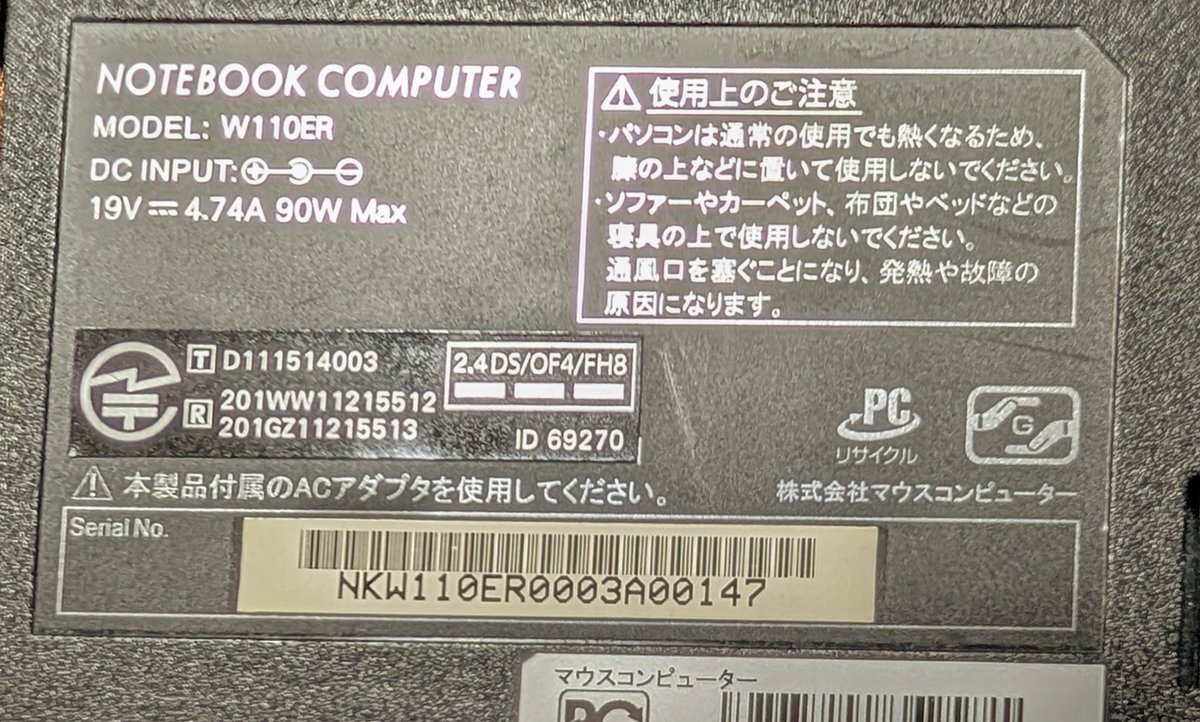 NOTEBOOK COMPUTER
MODEL: W110ER
DC INPUT:
19V 4.74A 90W Max
使用上のご注意
・パソコンは通常の使用でも熱くなるため、
膝の上などに置いて使用しないでください。
・ソファーやカーペット、布団やベッドなどの
寝具の上で使用しないでください。
通風口を塞ぐことになり、発熱や故障の
原因になります。
T D111514003
R 201WW11215512
201GZ11215513
2.4DS/OF4/FH8
ID 69270
PC
リサイクル
G
本製品付属のACアダプタを使用してください。
株式会社マウスコンピューター
Serial No.
NKW110ER0003A00147
マウスコンピューター